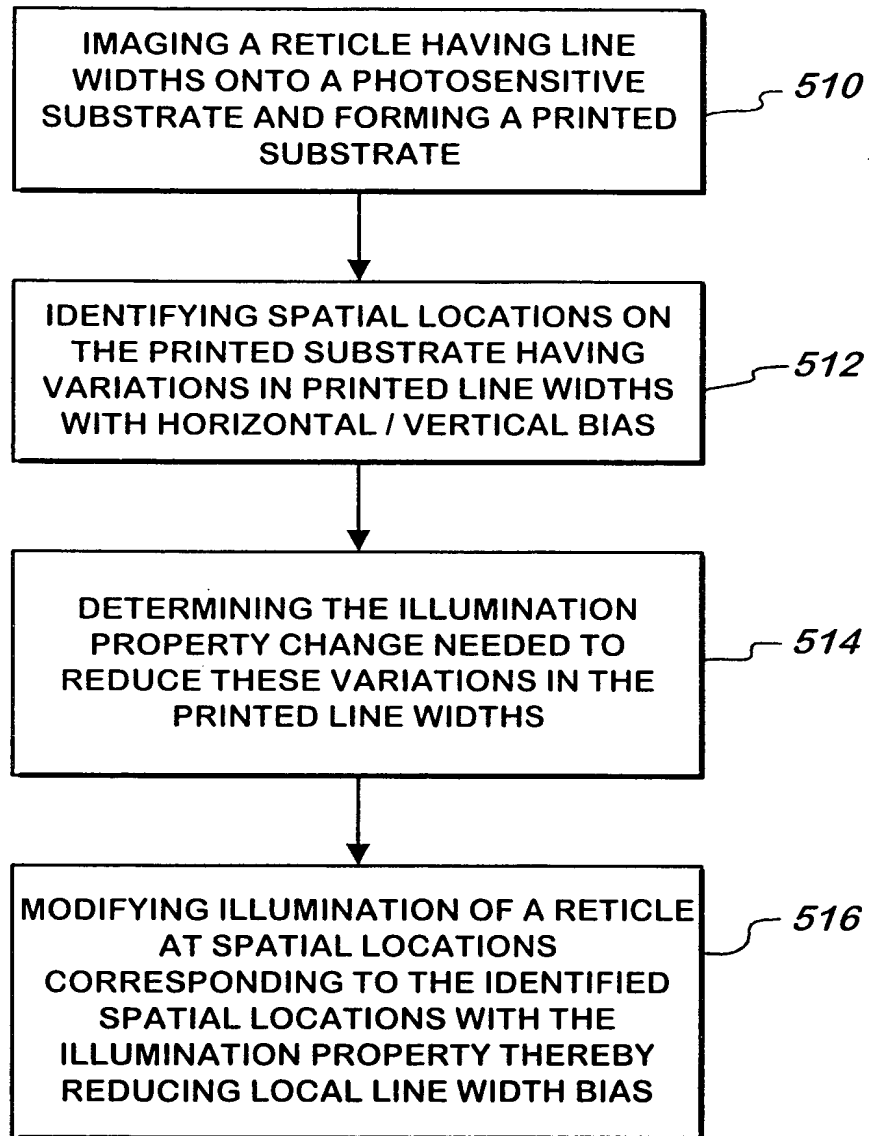 IMAGING A RETICLE HAVING LINE
WIDTHS ONTO A PHOTOSENSITIVE
SUBSTRATE AND FORMING A PRINTED
SUBSTRATE
510
IDENTIFYING SPATIAL LOCATIONS ON
THE PRINTED SUBSTRATE HAVING
VARIATIONS IN PRINTED LINE WIDTHS
WITH HORIZONTAL / VERTICAL BIAS
512
DETERMINING THE ILLUMINATION
PROPERTY CHANGE NEEDED TO
REDUCE THESE VARIATIONS IN THE
PRINTED LINE WIDTHS
514
MODIFYING ILLUMINATION OF A RETICLE
AT SPATIAL LOCATIONS
CORRESPONDING TO THE IDENTIFIED
SPATIAL LOCATIONS WITH THE
ILLUMINATION PROPERTY THEREBY
REDUCING LOCAL LINE WIDTH BIAS
516